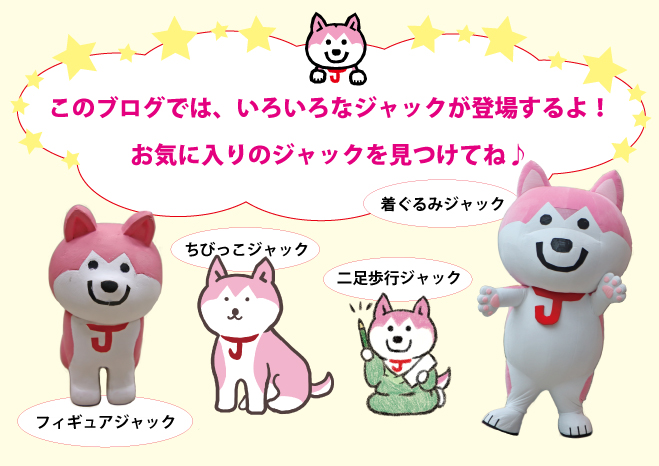 このブログでは、いろいろなジャックが登場するよ！
お気に入りのジャックを見つけてね♪
着ぐるみジャック
ちびっこジャック
二足歩行ジャック
フィギュアジャック
J
J
J
J
J